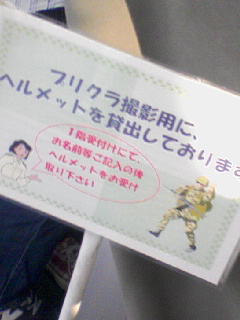 プリクラ撮影用に、
ヘルメットを貸出しております
1階受付けにて、
お名前等ご記入の後
ヘルメットをお受け
取り下さい